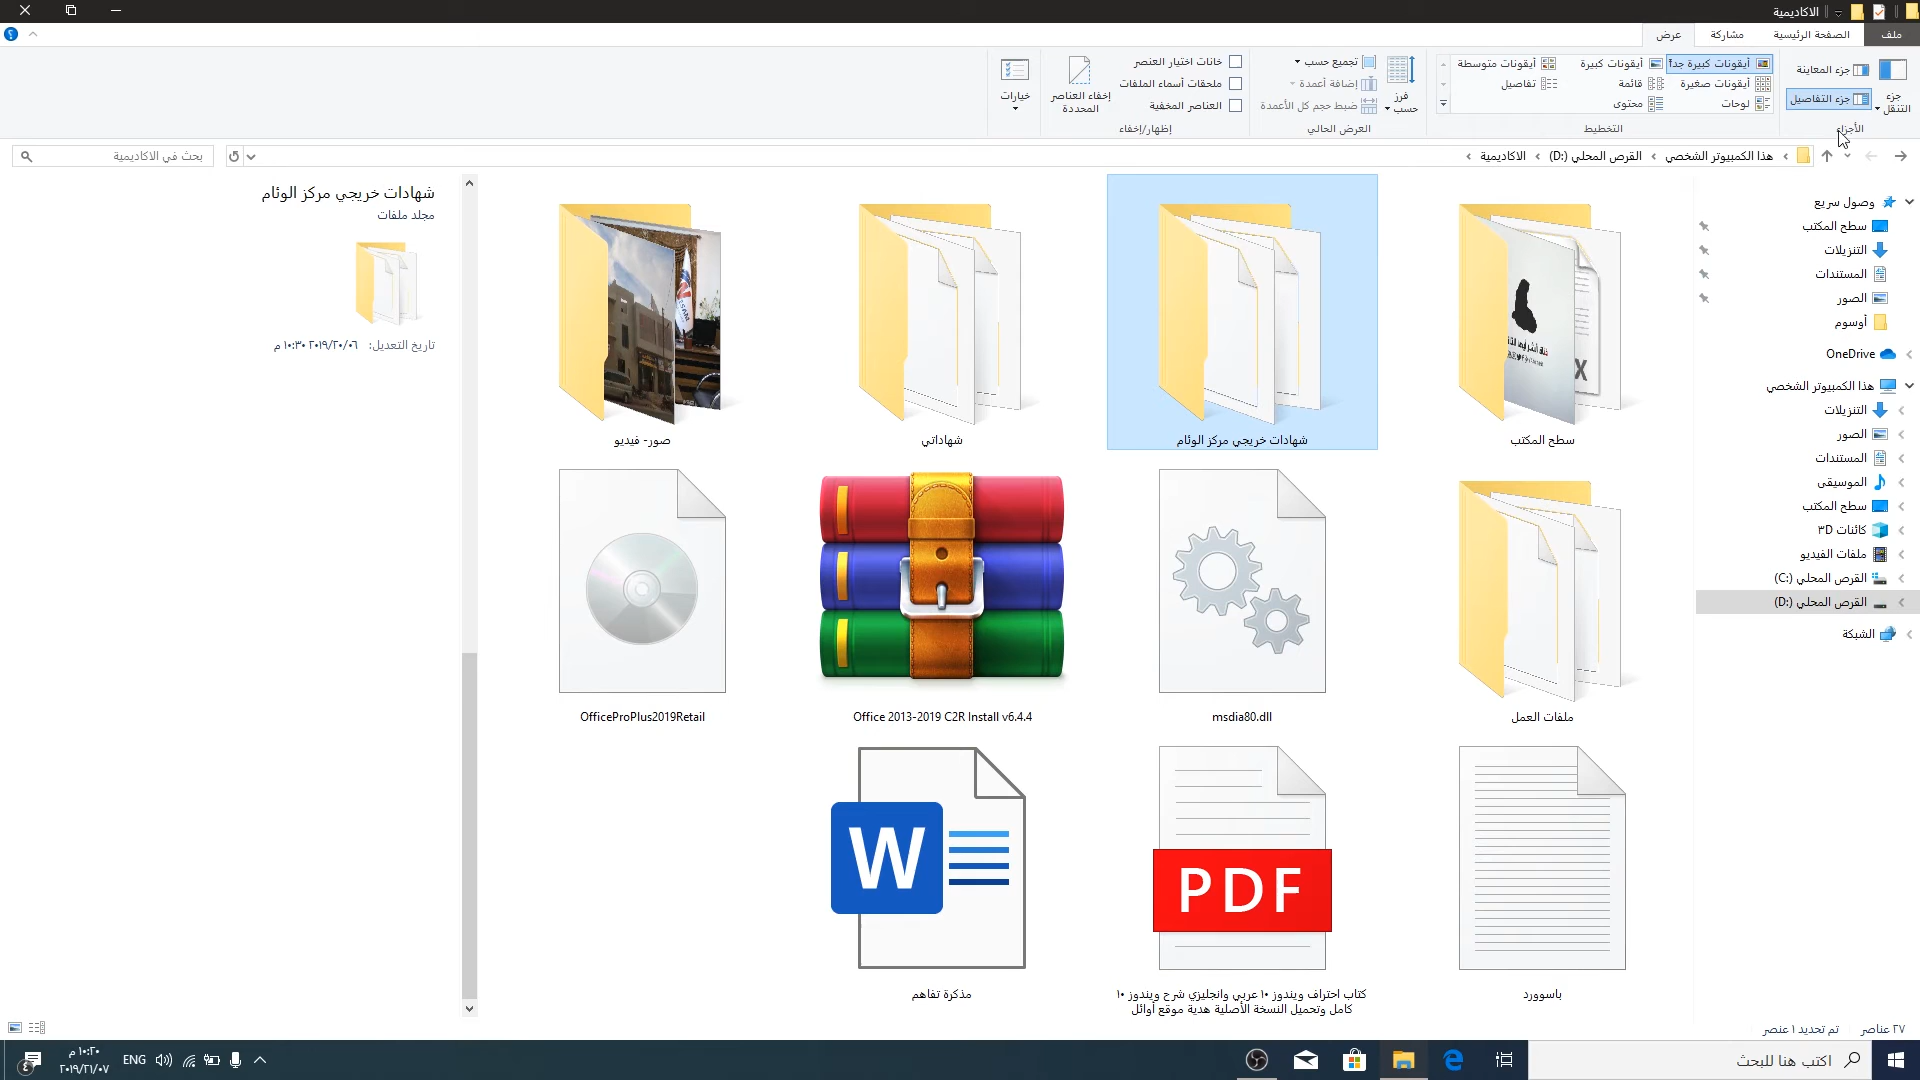 الاكاديمية
ملف
الصفحة الرئيسية
مشاركة
عرض
جزء التنقل
جزء المعاينة
جزء التفاصيل
الأجزاء
أيقونات كبيرة جداً
أيقونات كبيرة
أيقونات متوسطة
أيقونات صغيرة
قائمة
تفاصيل
لوحات
محتوى
التخطيط
فرز حسب
تجميع حسب
إضافة أعمدة
ضبط حجم كل الأعمدة
العرض الحالي
خانات اختيار العنصر
ملحقات أسماء الملفات
العناصر المخفية
إخفاء العناصر المحددة
إظهار/إخفاء
خيارات
هذا الكمبيوتر الشخصي › القرص المحلي (D:) › الاكاديمية ›
بحث في الاكاديمية
وصول سريع
سطح المكتب
التنزيلات
المستندات
الصور
أوسوم
OneDrive
هذا الكمبيوتر الشخصي
التنزيلات
الصور
المستندات
الموسيقى
سطح المكتب
كائنات ٣D
ملفات الفيديو
القرص المحلي (C:)
القرص المحلي (D:)
الشبكة
سطح المكتب
شهادات خريجي مركز الوئام
شهاداتي
صور- فيديو
ملفات العمل
msdia80.dll
Office 2013-2019 C2R Install v6.4.4
OfficeProPlus2019Retail
باسوورد
PDF
كتاب احتراف ويندوز ١٠ عربي وانجليزي شرح ويندوز ١٠
كامل وتحميل النسخة الأصلية هدية موقع أوائل
W
مذكرة تفاهم
شهادات خريجي مركز الوئام
مجلد ملفات
تاريخ التعديل: ٢٠١٩/٢٠/٠٦ ١٠:٣٠ م
٢٧ عناصر
تم تحديد ١ عنصر
اكتب هنا للبحث
ENG
١٠:٢٠ م
٢٠١٩/٢١/٠٧
٤